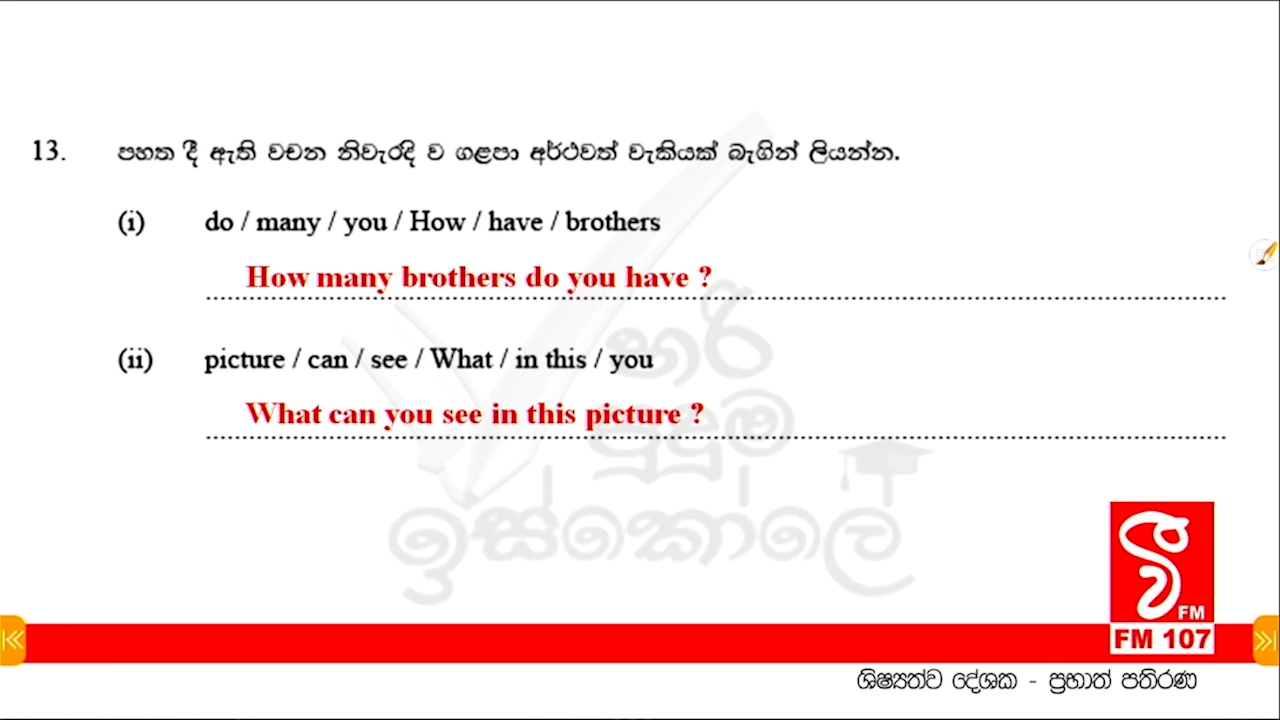 13. පහත දී ඇති වචන නිවැරදි ව ගළපා අර්ථවත් වැකියක් බැගින් ලියන්න.
(i) do / many / you / How / have / brothers
How many brothers do you have ?
(ii) picture / can / see / What / in this / you
What can you see in this picture ?
හරි
පුදුම
ඉස්කෝලේ
වී
FM
FM 107
ශිෂ්‍යත්ව දේශක - ප්‍රභාත් පතිරණ